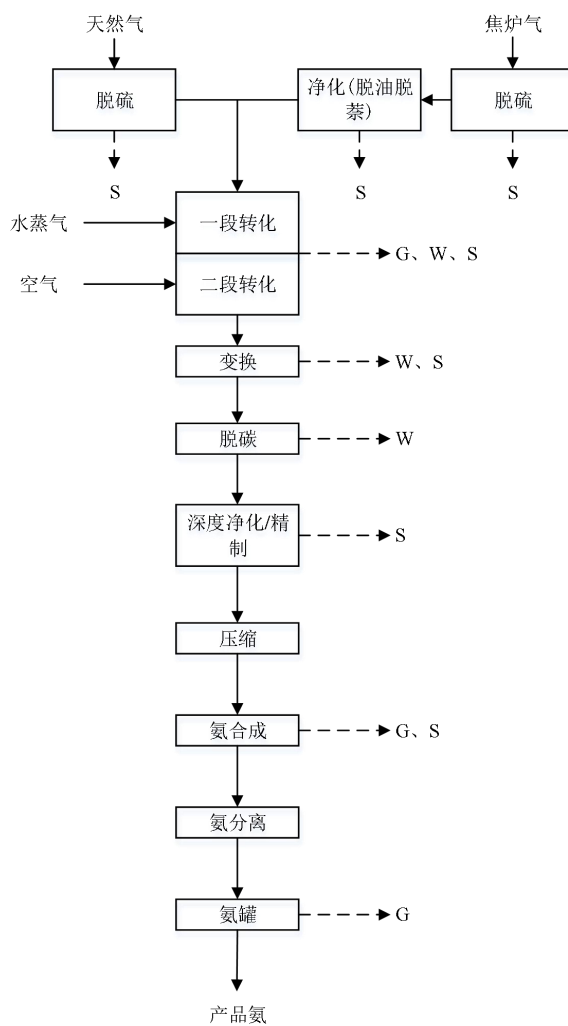 天然气
焦炉气
脱硫
净化(脱油脱
萘)
脱硫
S
S
S
水蒸气
一段转化
G、W、S
空气
二段转化
变换
W、S
脱碳
W
深度净化/精
制
S
压缩
氨合成
G、S
氨分离
氨罐
G
产品氨